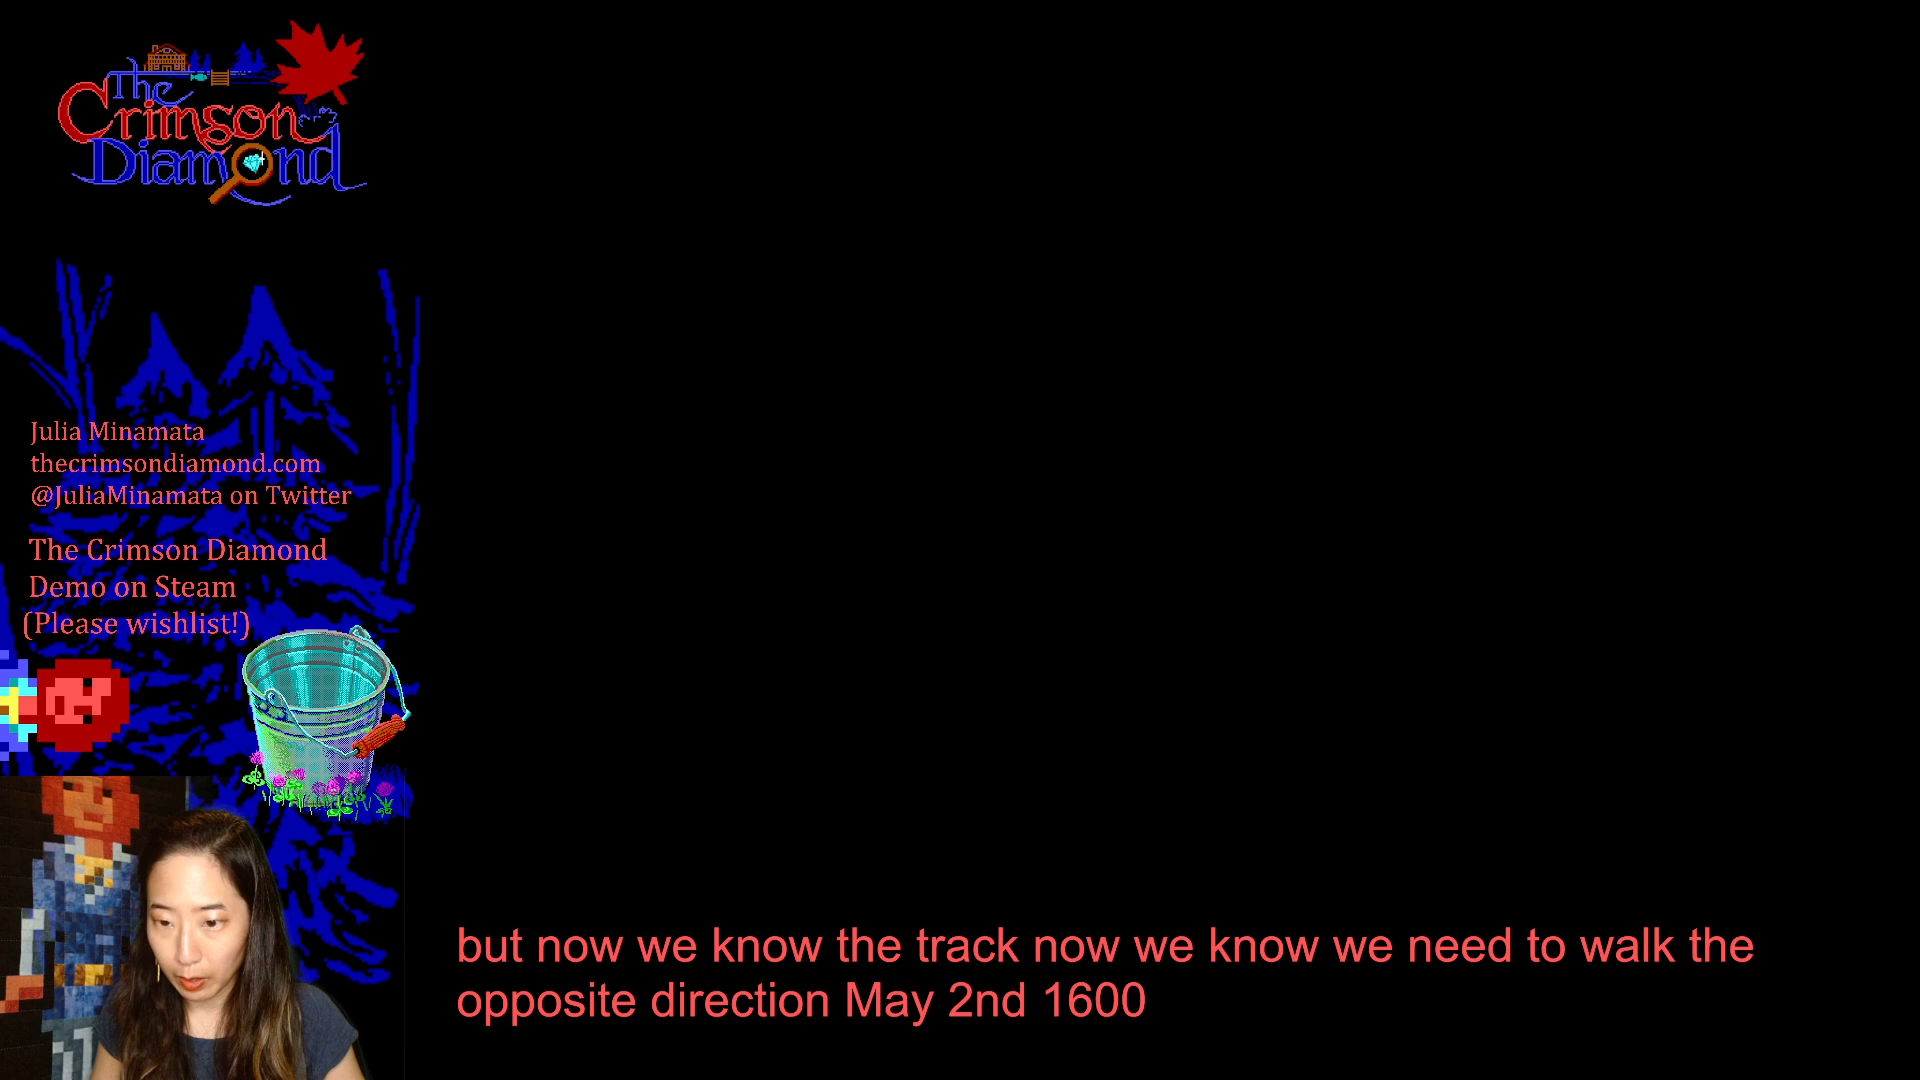 The
Crimson
Diamond
Julia Minamata
thecrimsondiamond.com
@JuliaMinamata on Twitter
The Crimson Diamond
Demo on Steam
(Please wishlist!)
but now we know the track now we know we need to walk the
opposite direction May 2nd 1600